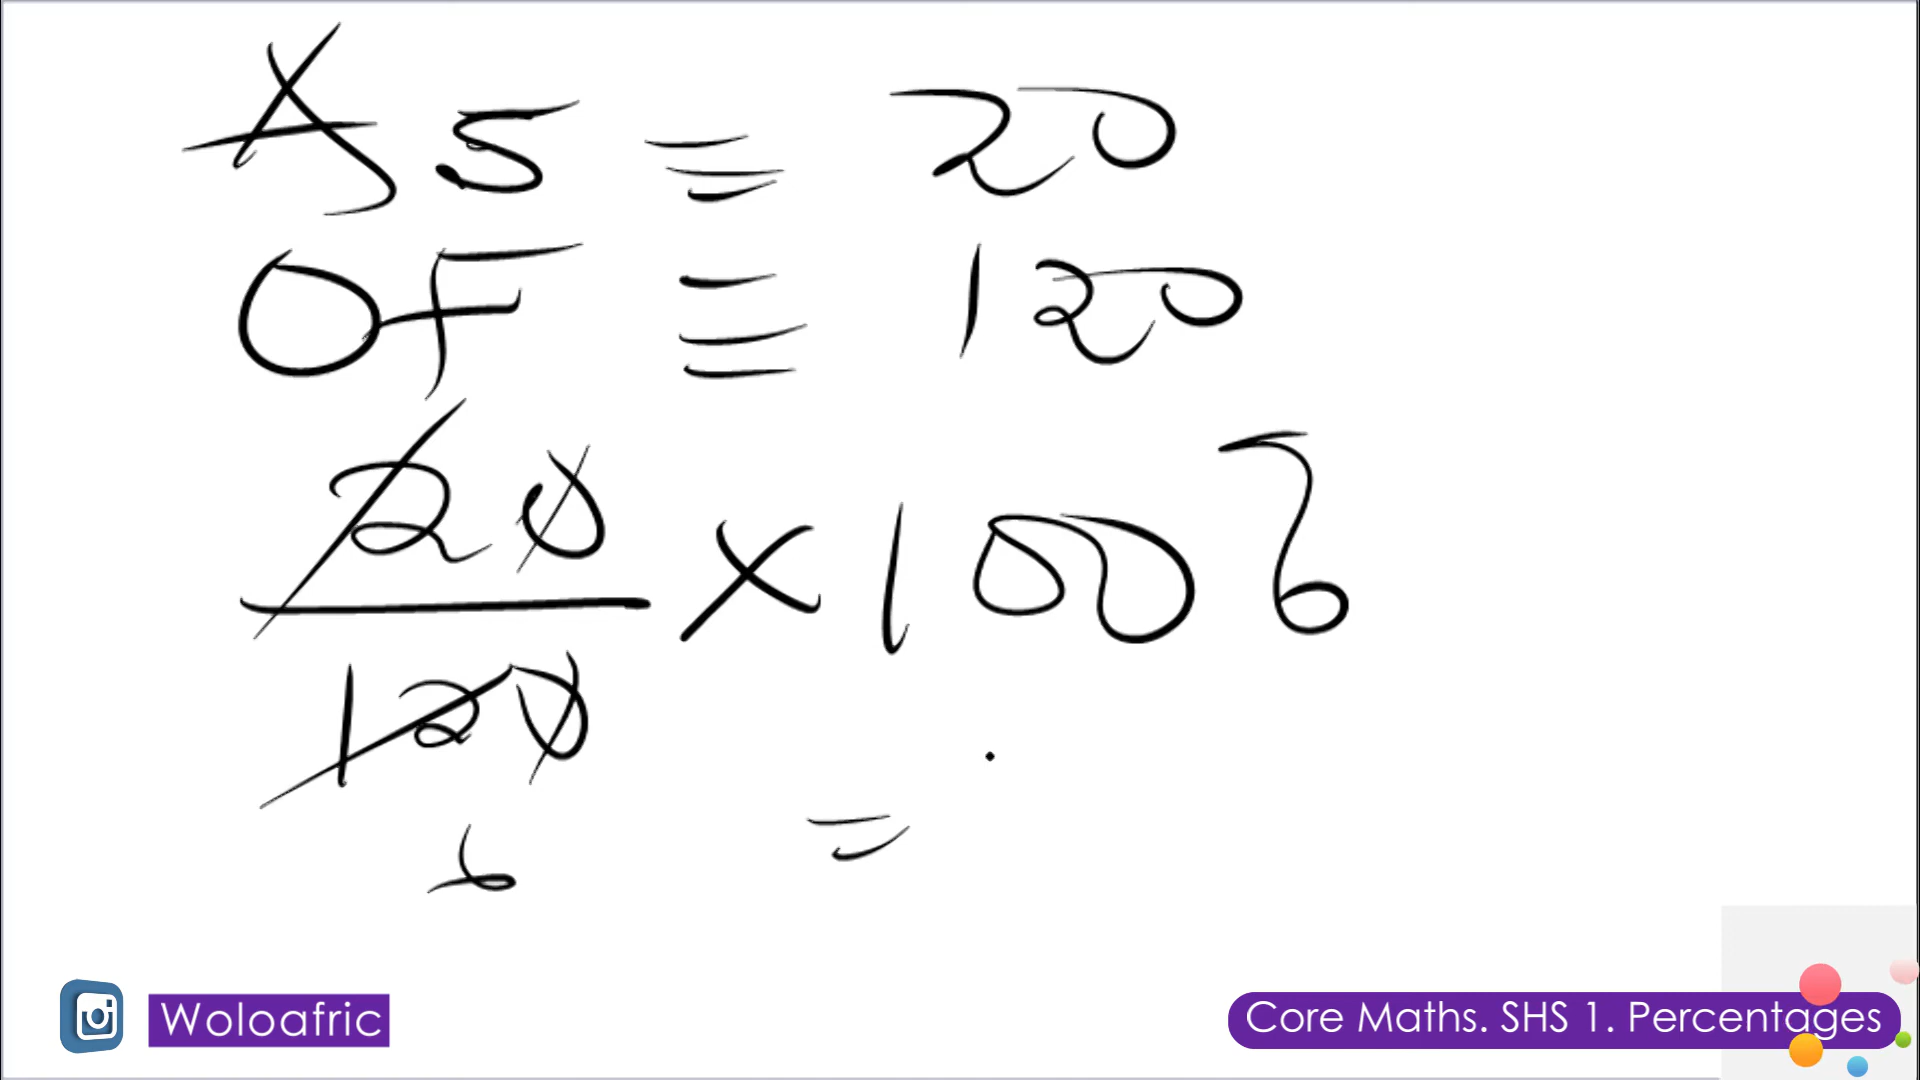 AS = 20
OF ≡ 120
20 × 100%
120
6 =
Woloafric
Core Maths. SHS 1. Percentages